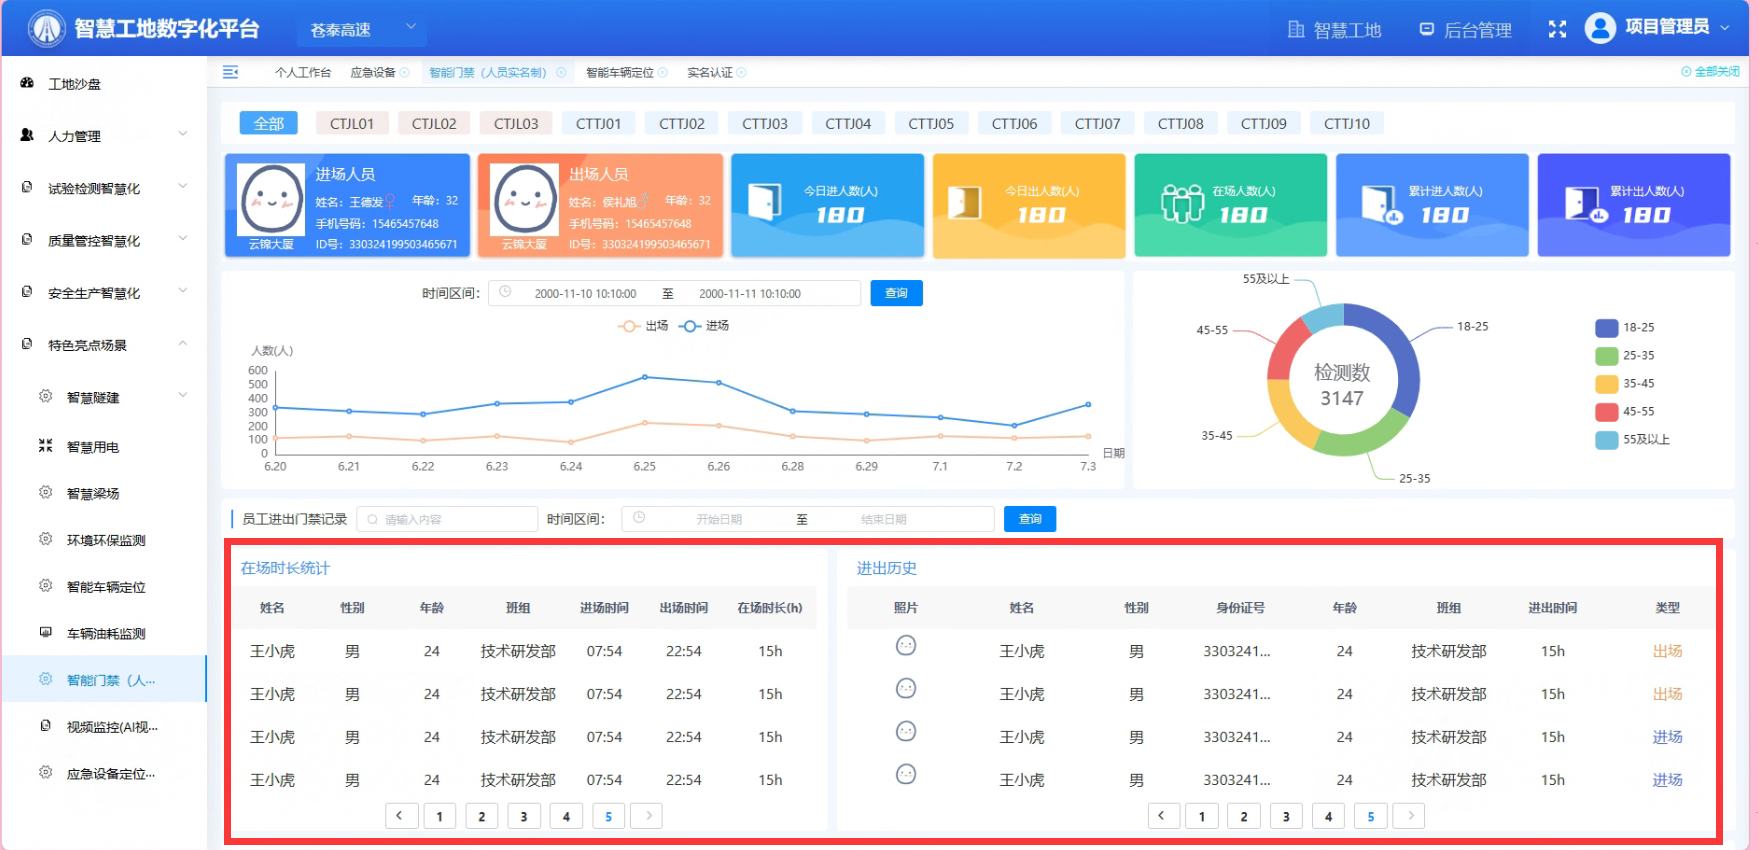 智慧工地数字化平台 苍泰高速 智慧工地 后台管理 项目管理员
个人工作台 应急设备 智能门禁（人员实名制） 智能车辆定位 实名认证 全部关闭
工地沙盘
人力管理
试验检测智慧化
质量管控智慧化
安全生产智慧化
特色亮点场景
智慧隧建
智慧用电
智慧梁场
环境环保监测
智能车辆定位
车辆油耗监测
智能门禁（人...
视频监控(AI视...
应急设备定位...
全部 CTJL01 CTJL02 CTJL03 CTTJ01 CTTJ02 CTTJ03 CTTJ04 CTTJ05 CTTJ06 CTTJ07 CTTJ08 CTTJ09 CTTJ10
进场人员
姓名：王德发 年龄：32
手机号码：15465457648
云锦大厦 ID号：330324199503465671
出场人员
姓名：侯礼旭 年龄：32
手机号码：15465457648
云锦大厦 ID号：330324199503465671
今日进人数(人)
180
今日出人数(人)
180
在场人数(人)
180
累计进人数(人)
180
累计出人数(人)
180
时间区间： 2000-11-10 10:10:00 至 2000-11-11 10:10:00 查询
出场 进场
人数(人)
600
500
400
300
200
100
0
6.20 6.21 6.22 6.23 6.24 6.25 6.26 6.28 6.29 7.1 7.2 7.3
日期
55及以上
45-55
18-25
35-45
25-35
检测数
3147
18-25
25-35
35-45
45-55
55及以上
员工进出门禁记录 请输入内容 时间区间： 开始日期 至 结束日期 查询
在场时长统计
姓名 性别 年龄 班组 进场时间 出场时间 在场时长(h)
王小虎 男 24 技术研发部 07:54 22:54 15h
王小虎 男 24 技术研发部 07:54 22:54 15h
王小虎 男 24 技术研发部 07:54 22:54 15h
王小虎 男 24 技术研发部 07:54 22:54 15h
< 1 2 3 4 5 >
进出历史
照片 姓名 性别 身份证号 年龄 班组 进出时间 类型
王小虎 男 3303241... 24 技术研发部 15h 出场
王小虎 男 3303241... 24 技术研发部 15h 出场
王小虎 男 3303241... 24 技术研发部 15h 进场
王小虎 男 3303241... 24 技术研发部 15h 进场
< 1 2 3 4 5 >